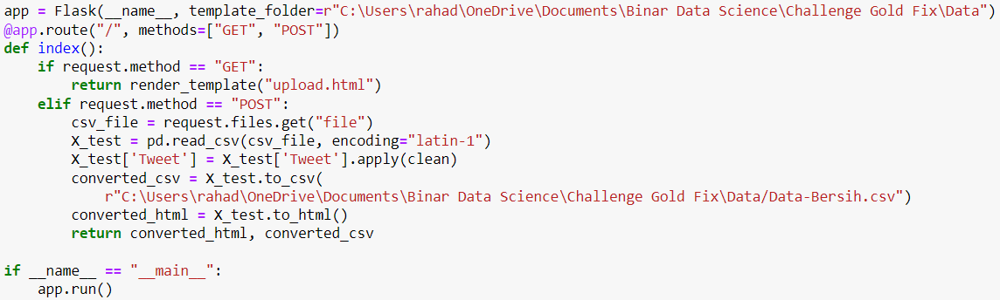 app = Flask(__name__, template_folder=r"C:\Users\rahad\OneDrive\Documents\Binar Data Science\Challenge Gold Fix\Data")
@app.route("/", methods=["GET", "POST"])
def index():
    if request.method == "GET":
        return render_template("upload.html")
    elif request.method == "POST":
        csv_file = request.files.get("file")
        X_test = pd.read_csv(csv_file, encoding="latin-1")
        X_test['Tweet'] = X_test['Tweet'].apply(clean)
        converted_csv = X_test.to_csv(
            r"C:\Users\rahad\OneDrive\Documents\Binar Data Science\Challenge Gold Fix\Data/Data-Bersih.csv")
        converted_html = X_test.to_html()
        return converted_html, converted_csv

if __name__ == "__main__":
    app.run()